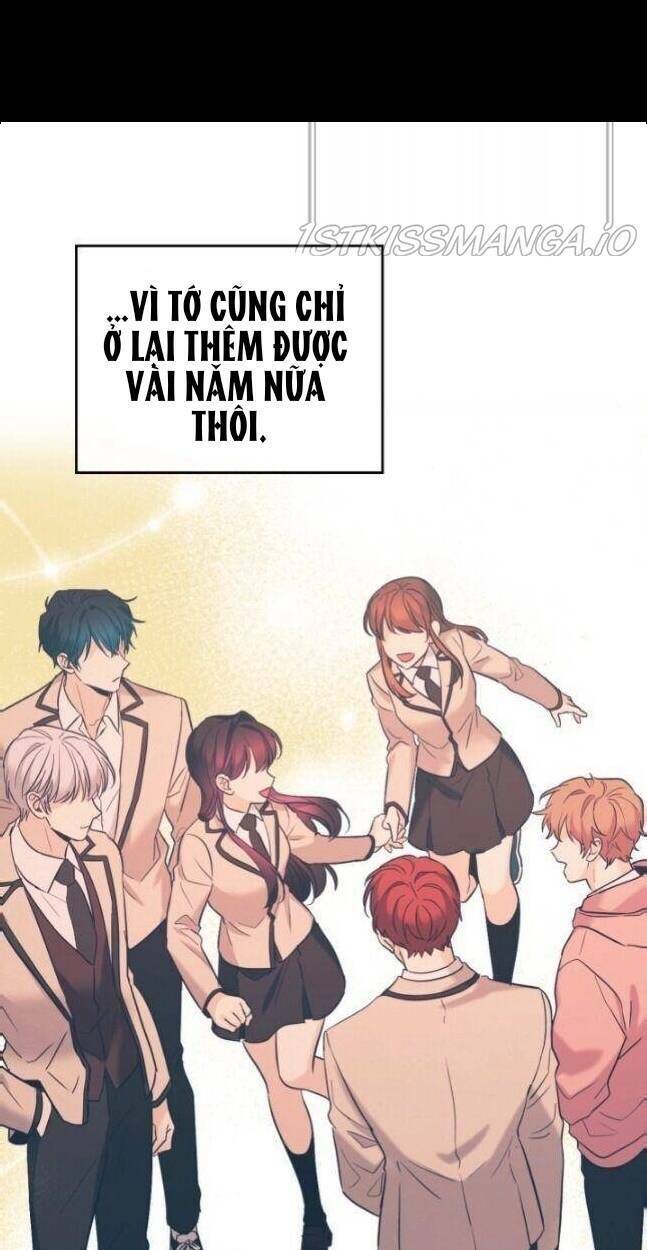 1STKISSMANGA.iO
...VÌ TỚ CŨNG CHỈ
Ở LẠI THÊM ĐƯỢC
VÀI NĂM NỮA
THÔI.